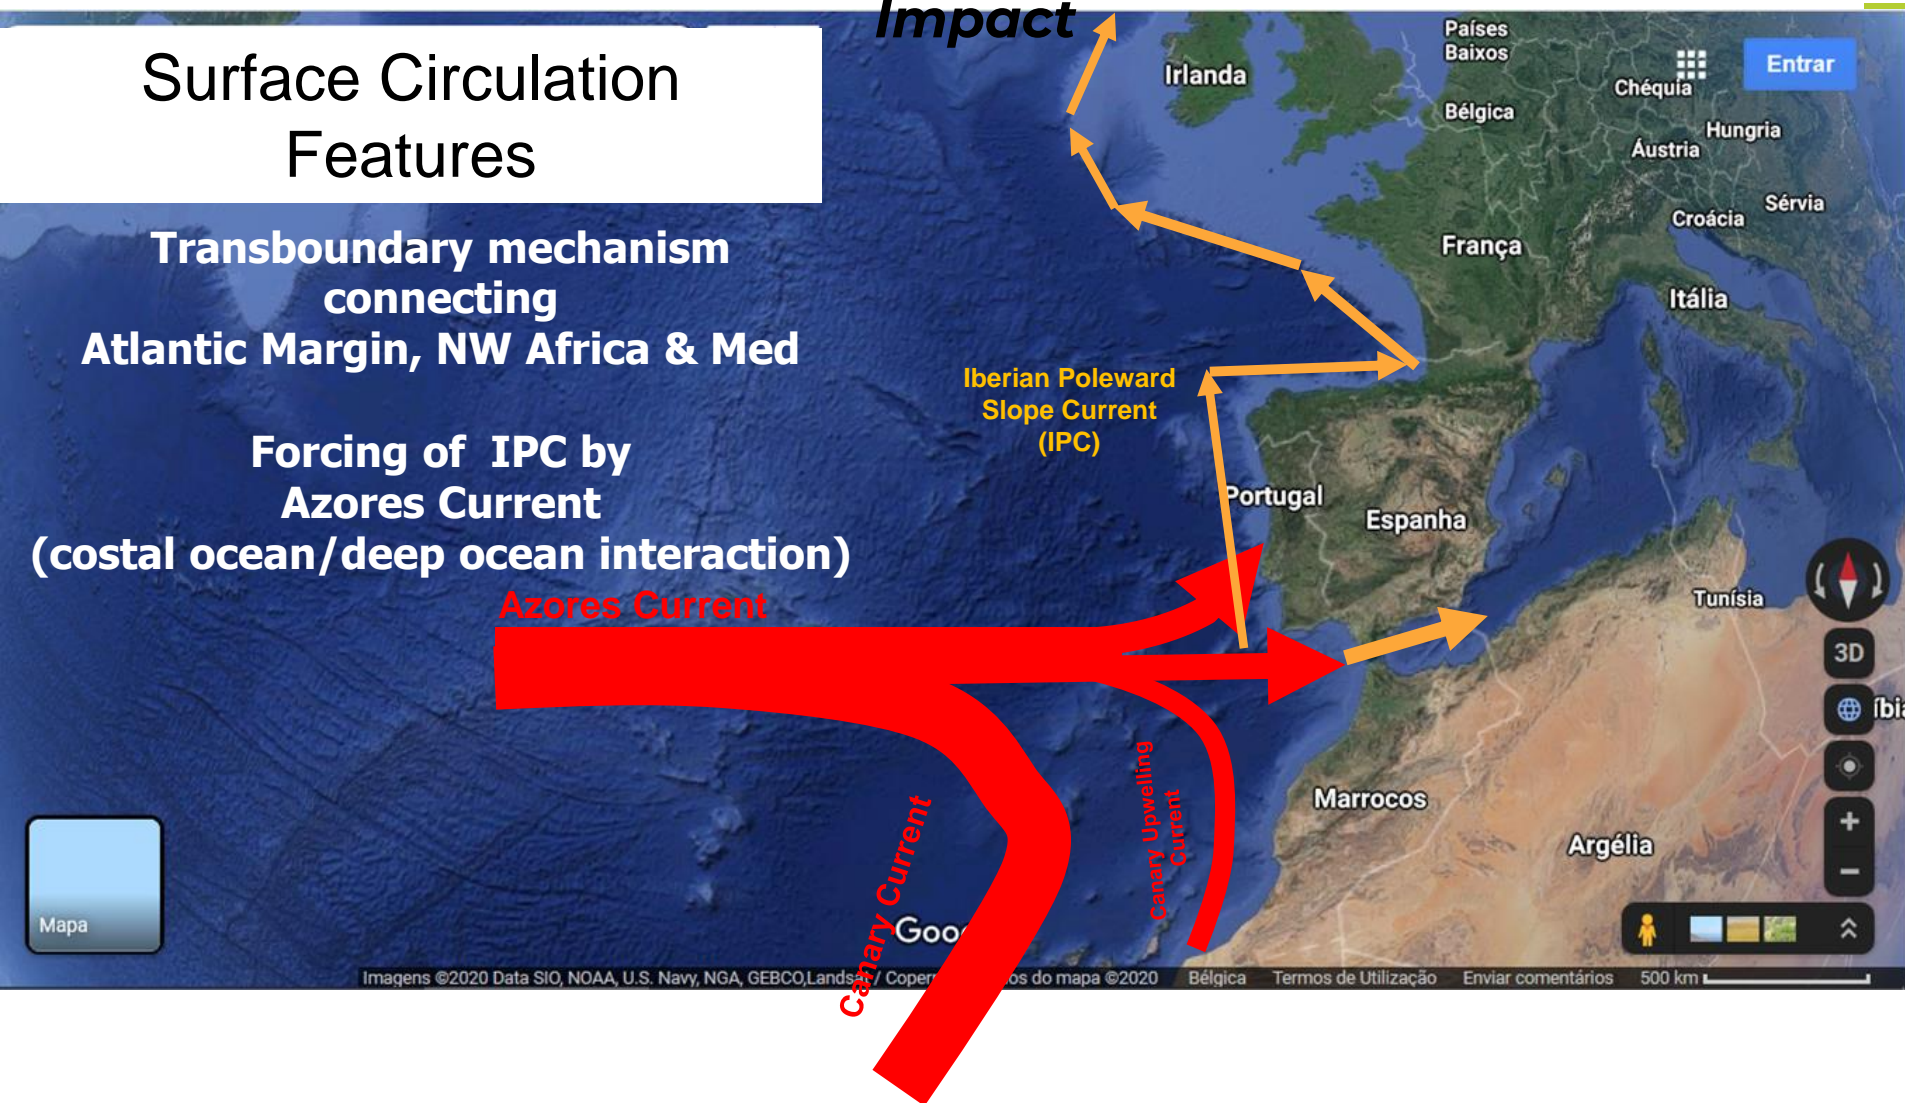 Impact
Surface Circulation
Features
Transboundary mechanism
connecting
Atlantic Margin, NW Africa & Med
Forcing of IPC by
Azores Current
(costal ocean/deep ocean interaction)
Azores Current
Iberian Poleward
Slope Current
(IPC)
Canary Current
Canary Upwelling
Current
Irlanda
Países
Baixos
Bélgica
Chéquia
Entrar
Hungria
Áustria
Sérvia
Croácia
França
Itália
Portugal
Espanha
Tunísia
3D
Marrocos
Argélia
Mapa
Imagens ©2020 Data SIO, NOAA, U.S. Navy, NGA, GEBCO,Landsat / do mapa ©2020 Bélgica Termos de Utilização Enviar comentários 500 km